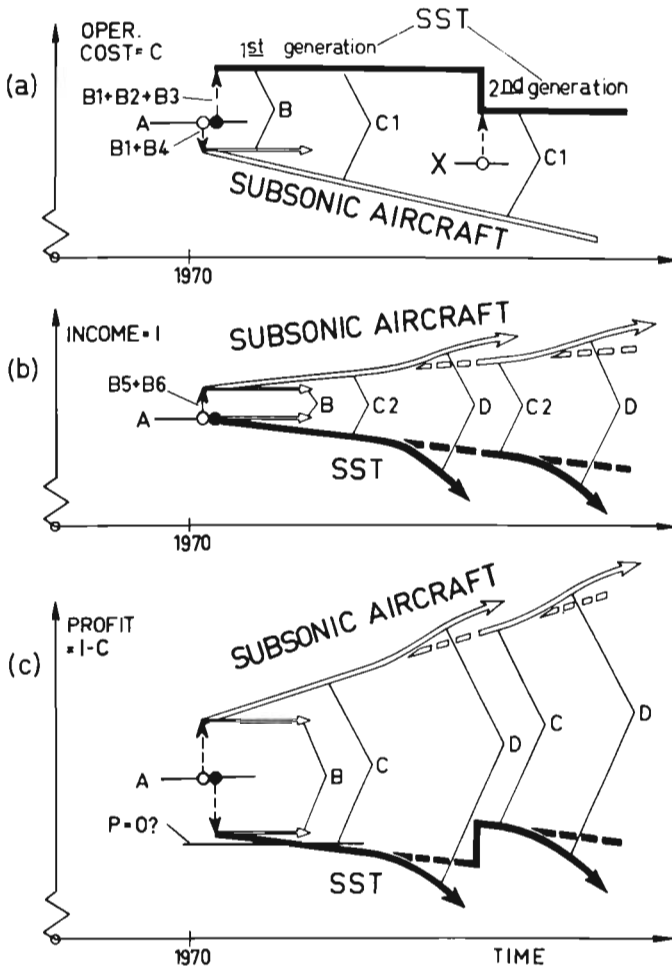 OPER.
COST = C
SST
1st generation
2nd generation
(a)
B1+B2+B3
A
B1+B4
B
C1
X
C1
SUBSONIC AIRCRAFT
1970
INCOME = I
SUBSONIC AIRCRAFT
(b)
B5+B6
A
B
C2
D
C2
D
SST
1970
PROFIT
= I-C
SUBSONIC AIRCRAFT
(c)
A
B
C
D
C
D
P=0?
SST
1970
TIME